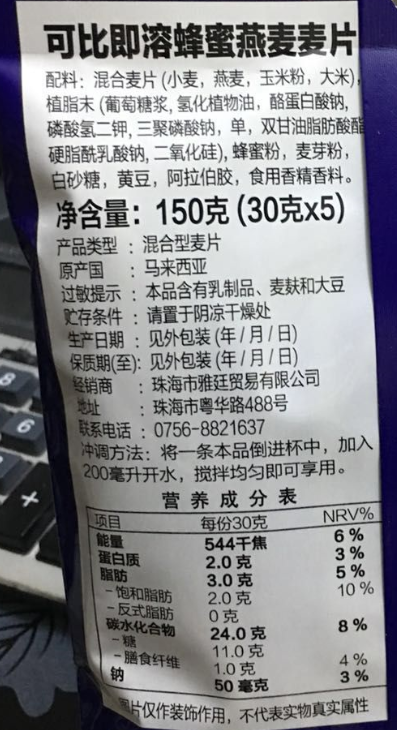 可比即溶蜂蜜燕麦麦片
配料：混合麦片（小麦，燕麦，玉米粉，大米），
植脂末（葡萄糖浆，氢化植物油，酪蛋白酸钠，
磷酸氢二钾，三聚磷酸钠，单，双甘油脂肪酸酯
硬脂酰乳酸钠，二氧化硅），蜂蜜粉，麦芽粉，
白砂糖，黄豆，阿拉伯胶，食用香精香料。
净含量：150克（30克x5）
产品类型：混合型麦片
原产国：马来西亚
过敏提示：本品含有乳制品、麦麸和大豆
贮存条件：请置于阴凉干燥处
生产日期：见外包装（年/月/日）
保质期(至)：见外包装（年/月/日）
经销商：珠海市雅廷贸易有限公司
地址：珠海市粤华路488号
联系电话：0756-8821637
冲调方法：将一条本品倒进杯中，加入
200毫升开水，搅拌均匀即可享用。
营养成分表
项目 每份30克 NRV%
能量 544千焦 6%
蛋白质 2.0克 3%
脂肪 3.0克 5%
-饱和脂肪 2.0克 10%
-反式脂肪 0克
碳水化合物 24.0克 8%
-糖 11.0克
-膳食纤维 1.0克 4%
钠 50毫克 3%
图片仅作装饰作用，不代表实物真实属性
8
5
6
+